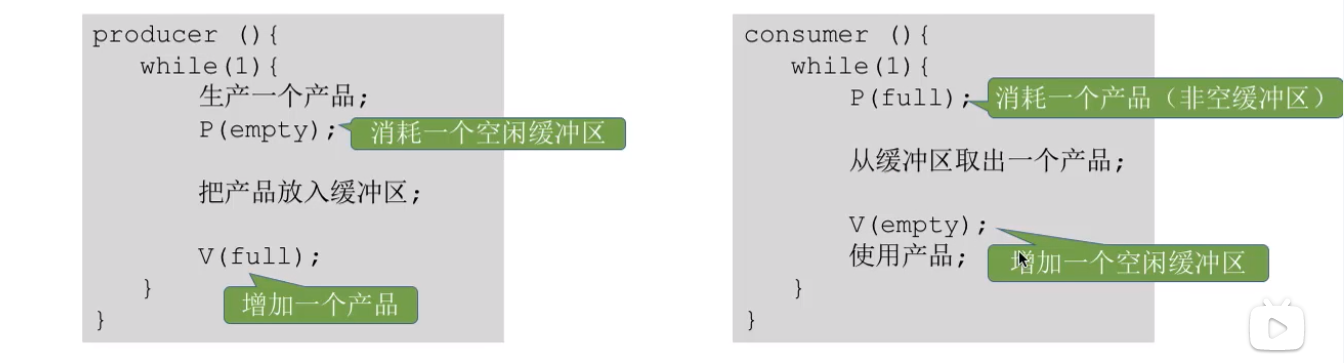 producer (){
while(1){
生产一个产品;
P(empty);
消耗一个空闲缓冲区
把产品放入缓冲区;
V(full);
增加一个产品
}
}
consumer (){
while(1){
P(full);
消耗一个产品（非空缓冲区）
从缓冲区取出一个产品;
V(empty);
增加一个空闲缓冲区
使用产品;
}
}